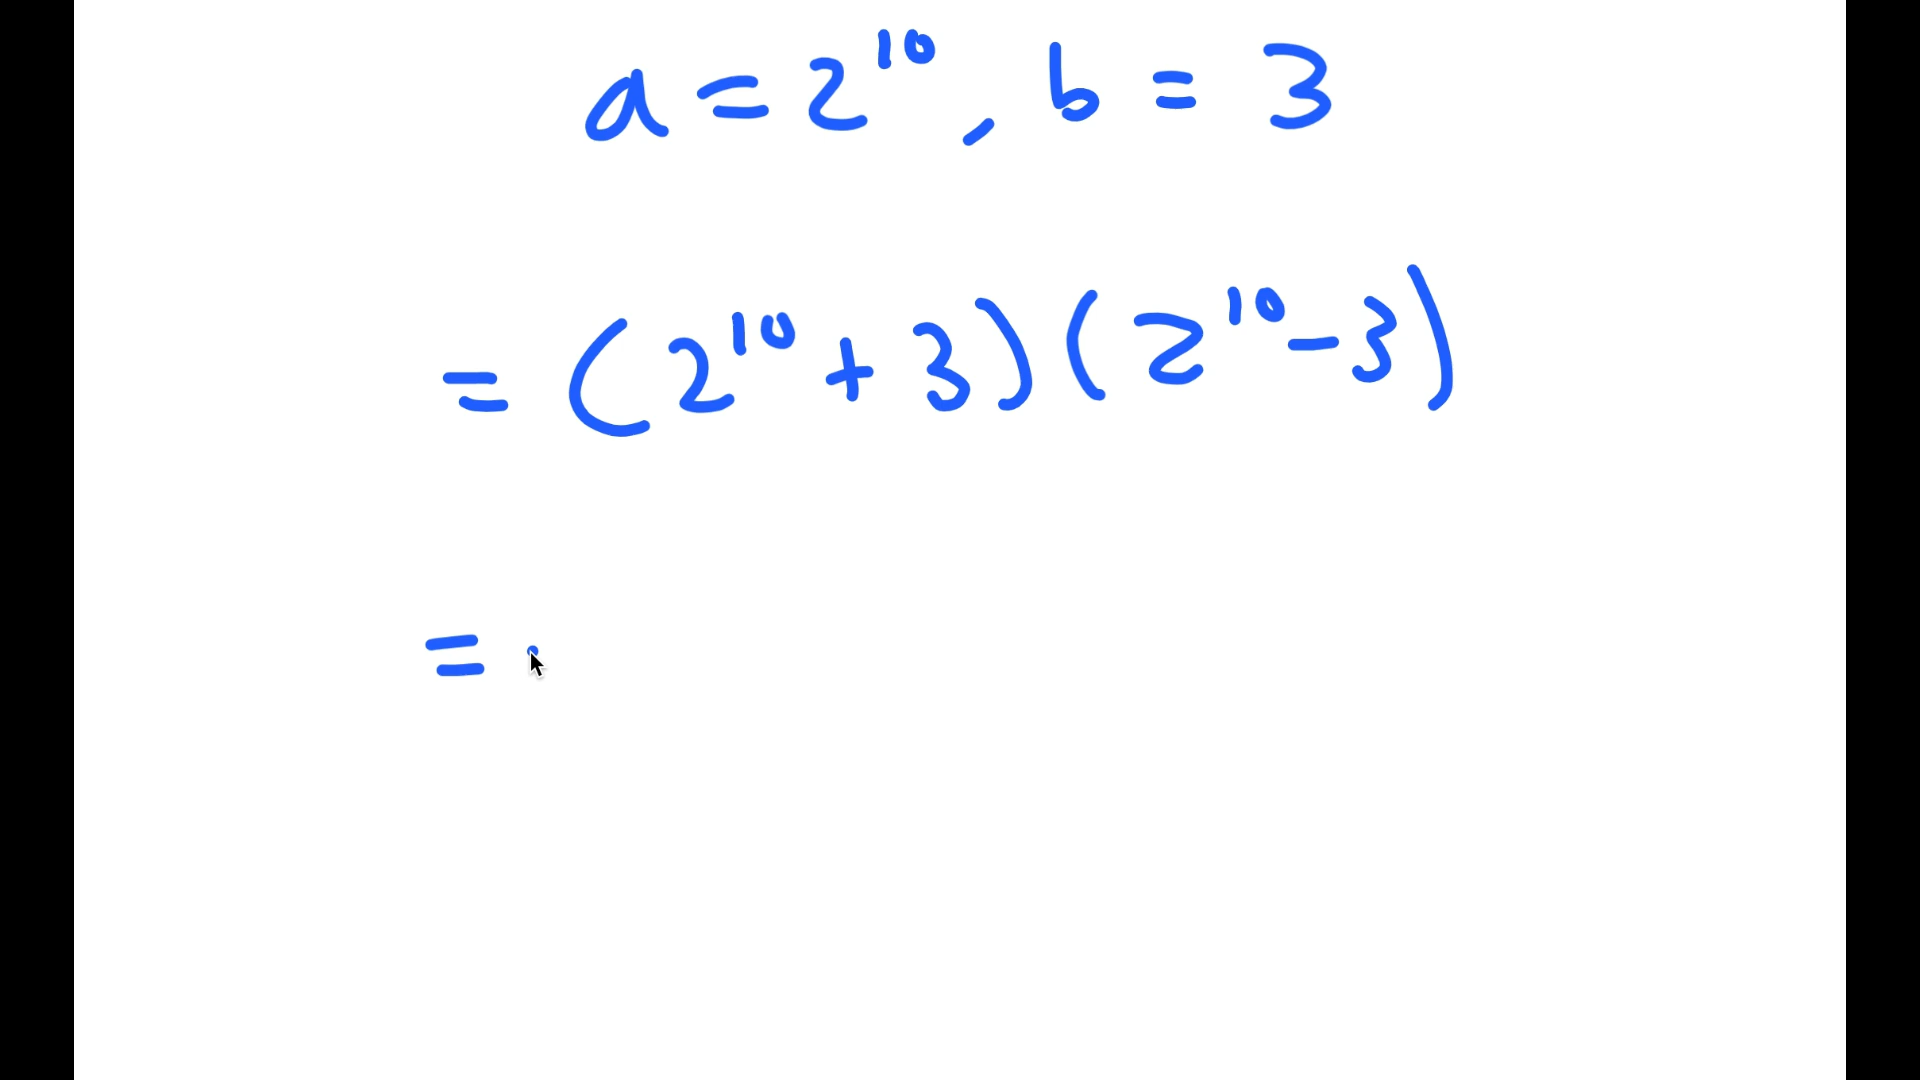 a = 2¹⁰, b = 3
= (2¹⁰ + 3)(2¹⁰ - 3)
=